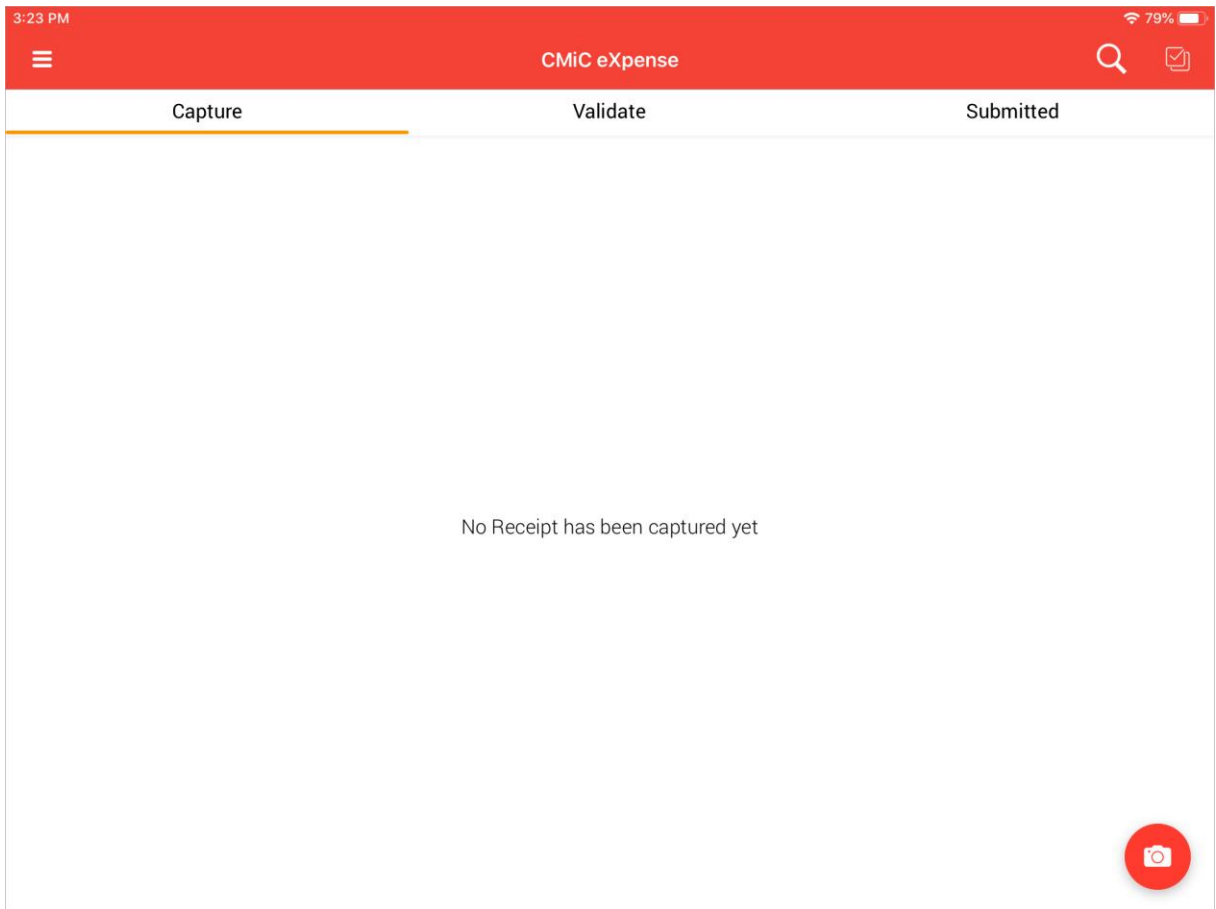 3:23 PM 79%
CMiC eXpense
Capture Validate Submitted
No Receipt has been captured yet